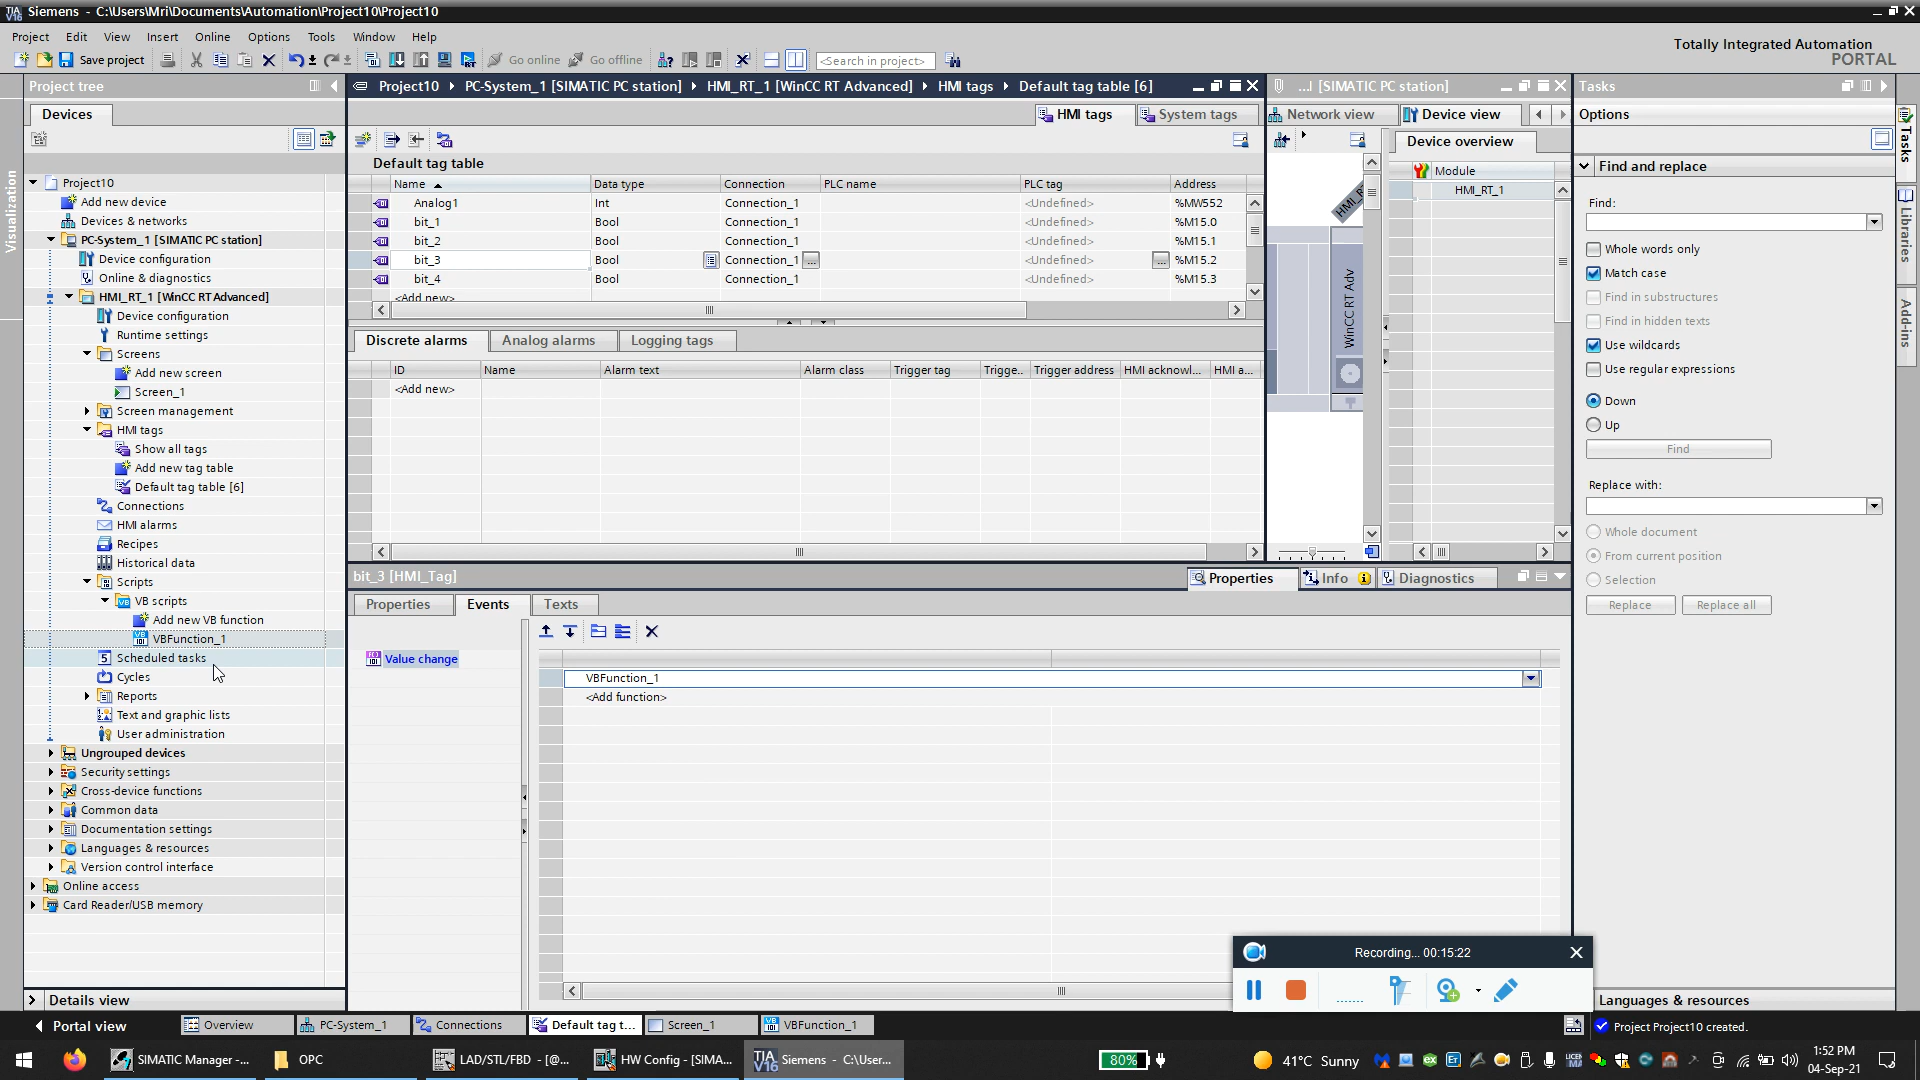 Siemens - C:\Users\Mri\Documents\Automation\Project10\Project10
Project Edit View Insert Online Options Tools Window Help
Totally Integrated Automation
PORTAL
Save project
Go online
Go offline
<Search in project>
Project tree
Project10 PC-System_1 [SIMATIC PC station] HMI_RT_1 [WinCC RT Advanced] HMI tags Default tag table [6]
...l [SIMATIC PC station]
Tasks
Devices
HMI tags
System tags
Network view
Device view
Options
Device overview
Default tag table
Find and replace
Name Data type Connection PLC name PLC tag Address
Analog1 Int Connection_1 <Undefined> %MW552
bit_1 Bool Connection_1 <Undefined> %M15.0
bit_2 Bool Connection_1 <Undefined> %M15.1
bit_3 Bool Connection_1 ... <Undefined> ... %M15.2
bit_4 Bool Connection_1 <Undefined> %M15.3
<Add new>
Module
HMI_RT_1
WinCC RT Adv
Visualization
Project10
Add new device
Devices & networks
PC-System_1 [SIMATIC PC station]
Device configuration
Online & diagnostics
HMI_RT_1 [WinCC RT Advanced]
Device configuration
Runtime settings
Screens
Add new screen
Screen_1
Screen management
HMI tags
Show all tags
Add new tag table
Default tag table [6]
Connections
HMI alarms
Recipes
Historical data
Scripts
VB scripts
Add new VB function
VBFunction_1
Scheduled tasks
Cycles
Reports
Text and graphic lists
User administration
Ungrouped devices
Security settings
Cross-device functions
Common data
Documentation settings
Languages & resources
Version control interface
Online access
Card Reader/USB memory
Details view
Discrete alarms
Analog alarms
Logging tags
ID Name Alarm text Alarm class Trigger tag Trigge.. Trigger address HMI acknowl... HMI a...
<Add new>
bit_3 [HMI_Tag]
Properties
Info
Diagnostics
Properties
Events
Texts
Value change
VBFunction_1
<Add function>
Find:
Whole words only
Match case
Find in substructures
Find in hidden texts
Use wildcards
Use regular expressions
Down
Up
Find
Replace with:
Whole document
From current position
Selection
Replace
Replace all
Languages & resources
Tasks
Libraries
Add-ins
Recording... 00:15:22
Portal view
Overview
PC-System_1
Connections
Default tag t...
Screen_1
VBFunction_1
Project Project10 created.
SIMATIC Manager -...
OPC
LAD/STL/FBD - [@...
HW Config - [SIMA...
Siemens - C:\User...
80%
41°C Sunny
1:52 PM
04-Sep-21